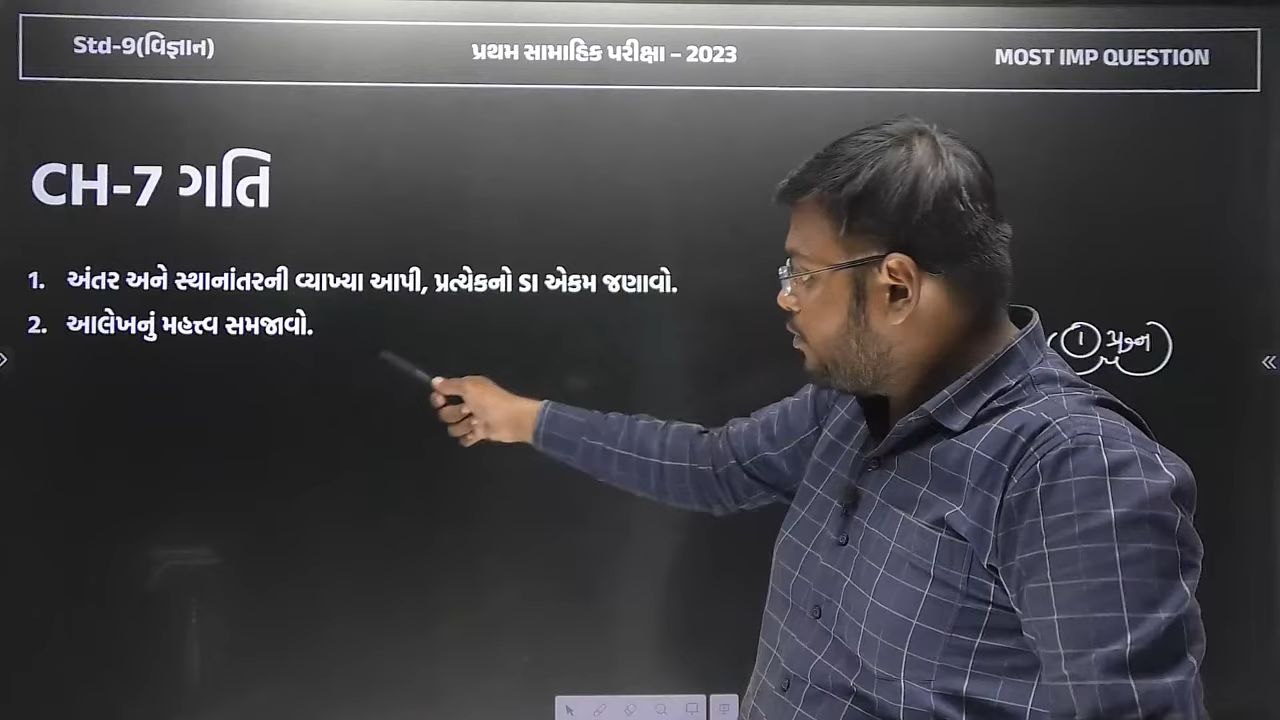 Std-9(વિજ્ઞાન)
પ્રથમ સામાહિક પરીક્ષા – 2023
MOST IMP QUESTION
CH-7 ગતિ
1. અંતર અને સ્થાનાંતરની વ્યાખ્યા આપી, પ્રત્યેકનો ડા એકમ જણાવો.
2. આલેખનું મહત્ત્વ સમજાવો.
1 પ્રશ્ન